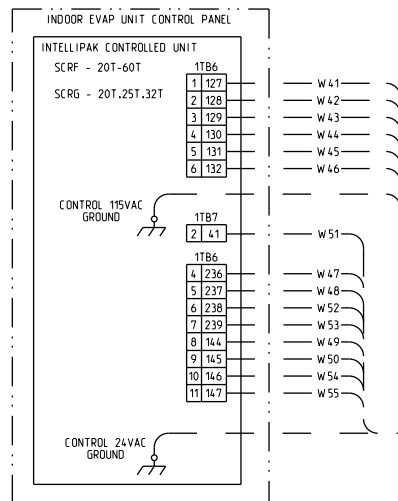 INDOOR EVAP UNIT CONTROL PANEL
INTELLIPAK CONTROLLED UNIT
SCRF - 20T-60T
SCRG - 20T.25T.32T
1TB6
1 127 W41
2 128 W42
3 129 W43
4 130 W44
5 131 W45
6 132 W46
CONTROL 115VAC
GROUND
1TB7
2 41 W51
1TB6
4 236 W47
5 237 W48
6 238 W52
7 239 W53
8 144 W49
9 145 W50
10 146 W54
11 147 W55
CONTROL 24VAC
GROUND